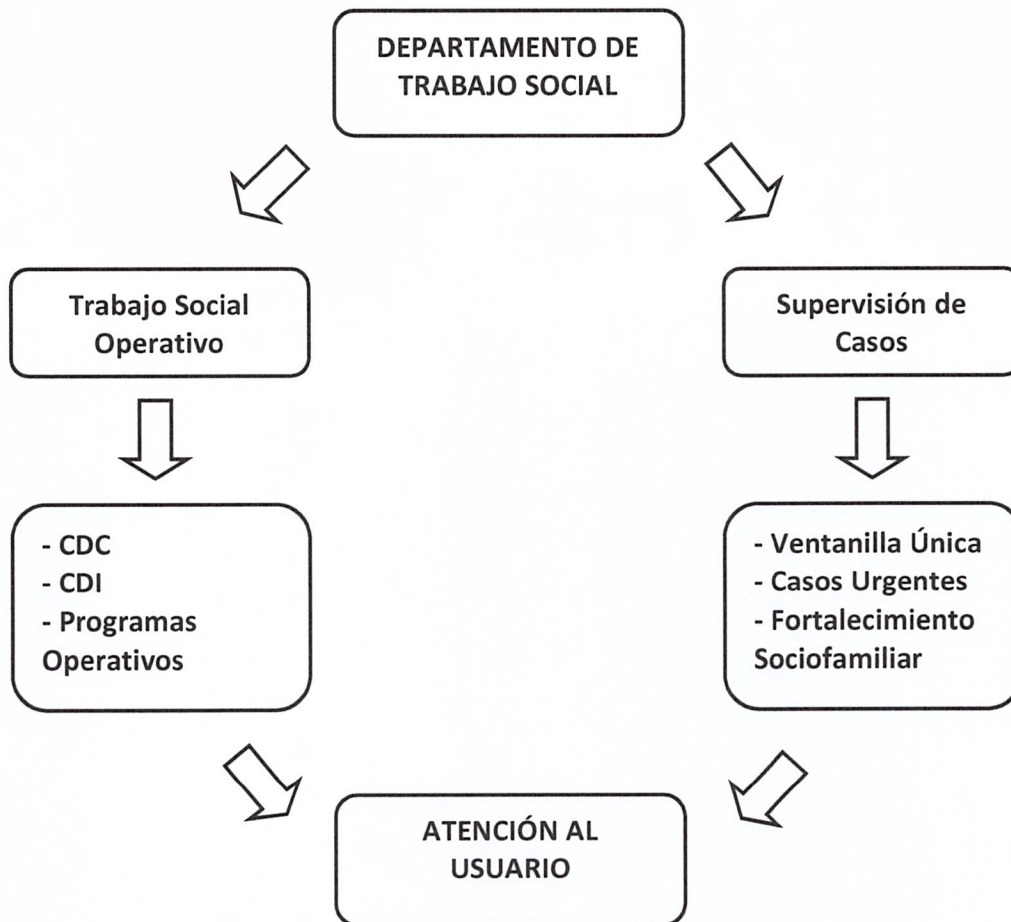 DEPARTAMENTO DE
TRABAJO SOCIAL
Trabajo Social
Operativo
Supervisión de
Casos
- CDC
- CDI
- Programas
Operativos
- Ventanilla Única
- Casos Urgentes
- Fortalecimiento
Sociofamiliar
ATENCIÓN AL
USUARIO